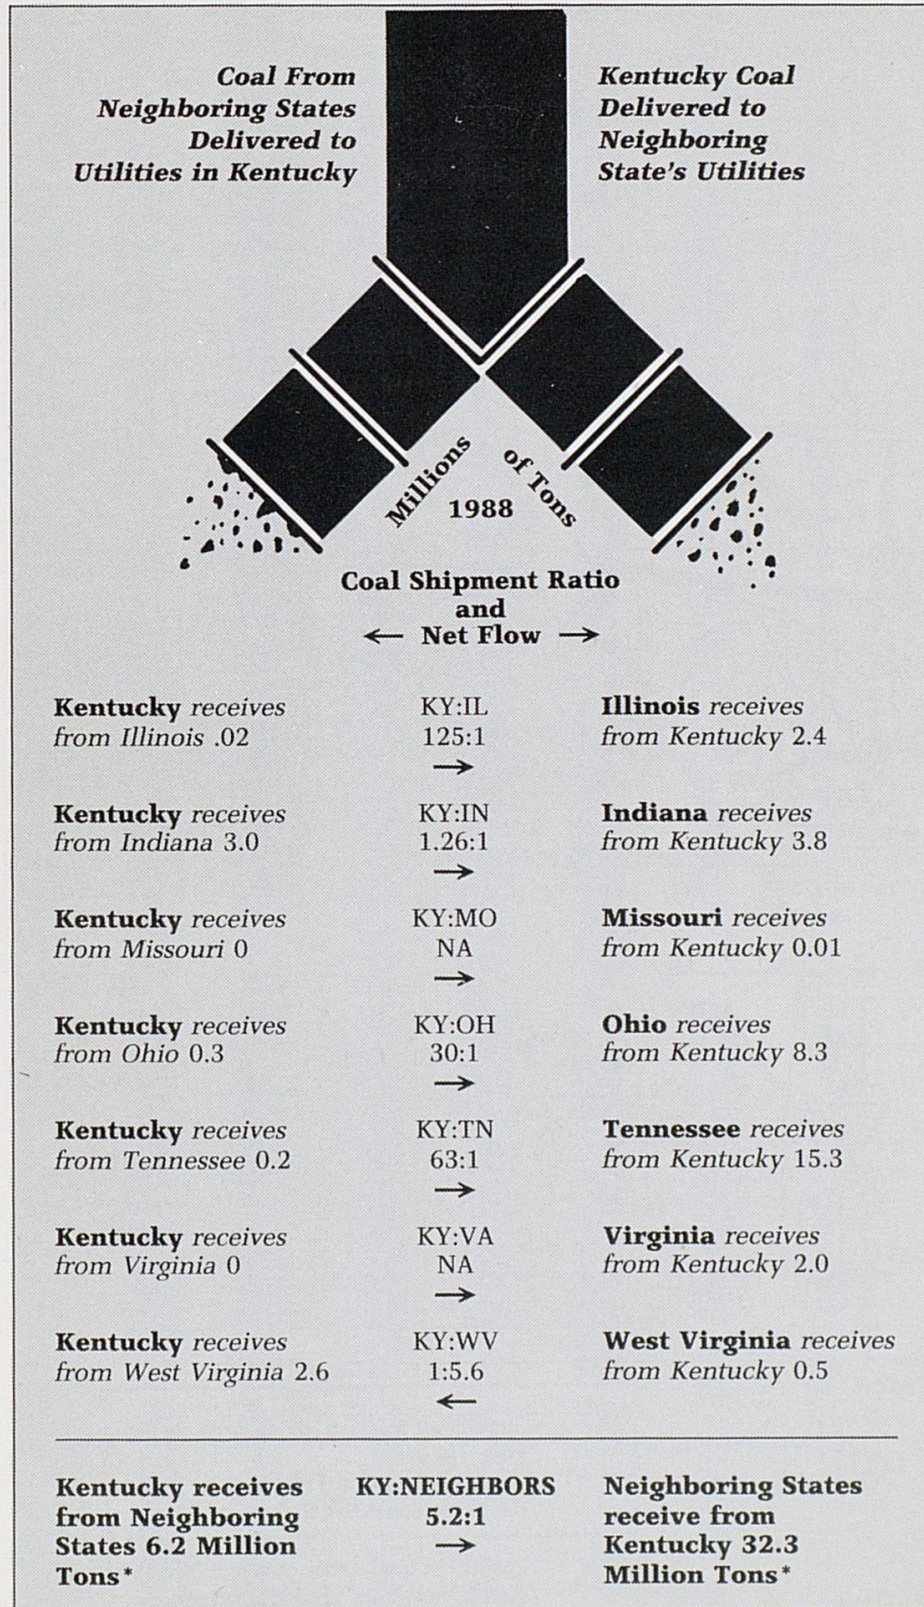 Coal From
Neighboring States
Delivered to
Utilities in Kentucky
Kentucky Coal
Delivered to
Neighboring
State's Utilities
Millions of Tons
1988
Coal Shipment Ratio
and
← Net Flow →
Kentucky receives
from Illinois .02
KY:IL
125:1
→
Illinois receives
from Kentucky 2.4
Kentucky receives
from Indiana 3.0
KY:IN
1.26:1
→
Indiana receives
from Kentucky 3.8
Kentucky receives
from Missouri 0
KY:MO
NA
→
Missouri receives
from Kentucky 0.01
Kentucky receives
from Ohio 0.3
KY:OH
30:1
→
Ohio receives
from Kentucky 8.3
Kentucky receives
from Tennessee 0.2
KY:TN
63:1
→
Tennessee receives
from Kentucky 15.3
Kentucky receives
from Virginia 0
KY:VA
NA
→
Virginia receives
from Kentucky 2.0
Kentucky receives
from West Virginia 2.6
KY:WV
1:5.6
←
West Virginia receives
from Kentucky 0.5
Kentucky receives
from Neighboring
States 6.2 Million
Tons*
KY:NEIGHBORS
5.2:1
→
Neighboring States
receive from
Kentucky 32.3
Million Tons*